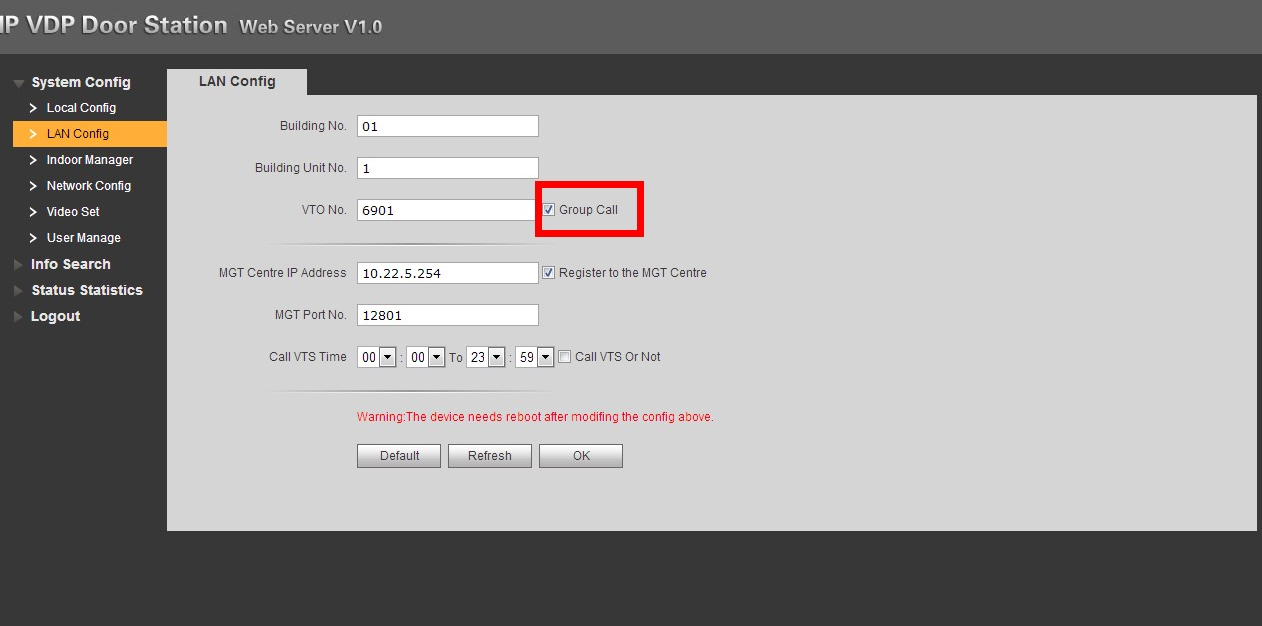 IP VDP Door Station Web Server V1.0
System Config
Local Config
LAN Config
Indoor Manager
Network Config
Video Set
User Manage
Info Search
Status Statistics
Logout
LAN Config
Building No. 01
Building Unit No. 1
VTO No. 6901 Group Call
MGT Centre IP Address 10.22.5.254 Register to the MGT Centre
MGT Port No. 12801
Call VTS Time 00 : 00 To 23 : 59 Call VTS Or Not
Warning:The device needs reboot after modifing the config above.
Default Refresh OK